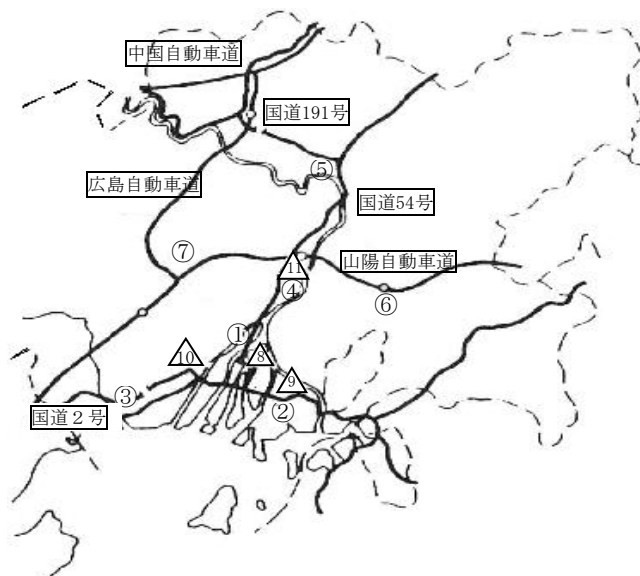 中国自動車道
国道191号
⑤
広島自動車道
国道54号
⑦
11
山陽自動車道
④
⑥
①
10
8
9
③
②
国道２号